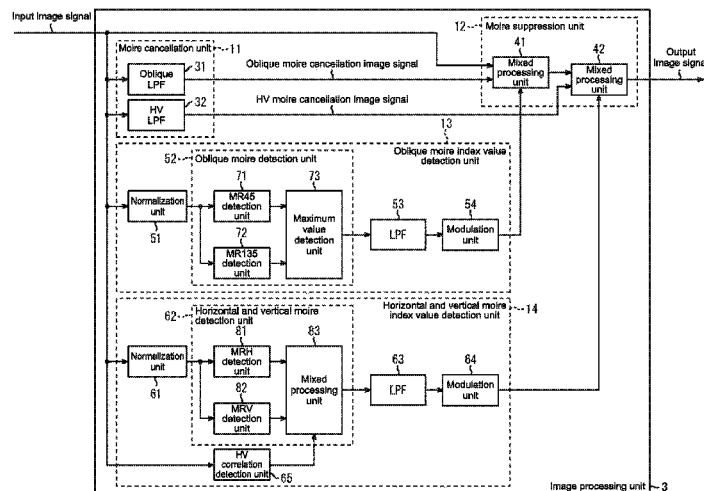 Input image signal
Moire cancellation unit 11
31
Oblique LPF
32
HV LPF
Oblique moire cancellation image signal
HV moire cancellation image signal
12 Moire suppression unit
41
Mixed processing unit
42
Mixed processing unit
Output image signal
13
Oblique moire index value detection unit
52 Oblique moire detection unit
Normalization unit
51
71
MR45 detection unit
72
MR135 detection unit
73
Maximum value detection unit
53
LPF
54
Modulation unit
Horizontal and vertical moire index value detection unit 14
62 Horizontal and vertical moire detection unit
Normalization unit
61
81
MRH detection unit
82
MRV detection unit
83
Mixed processing unit
63
LPF
64
Modulation unit
HV correlation detection unit
65
Image processing unit 3